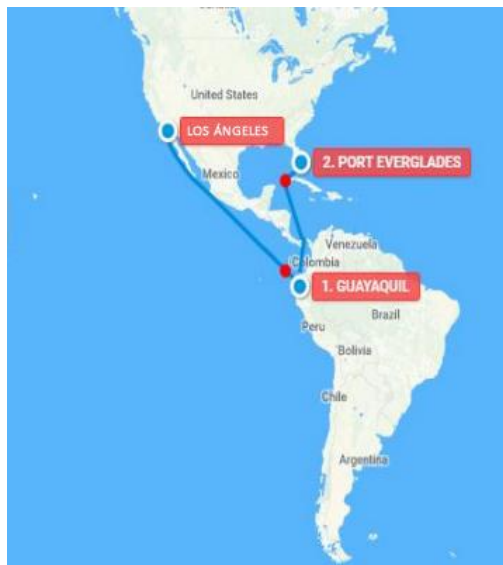 United States
LOS ÁNGELES
2. PORT EVERGLADES
Mexico
Venezuela
Colombia
1. GUAYAQUIL
Brazil
Peru
Bolivia
Chile
Argentina